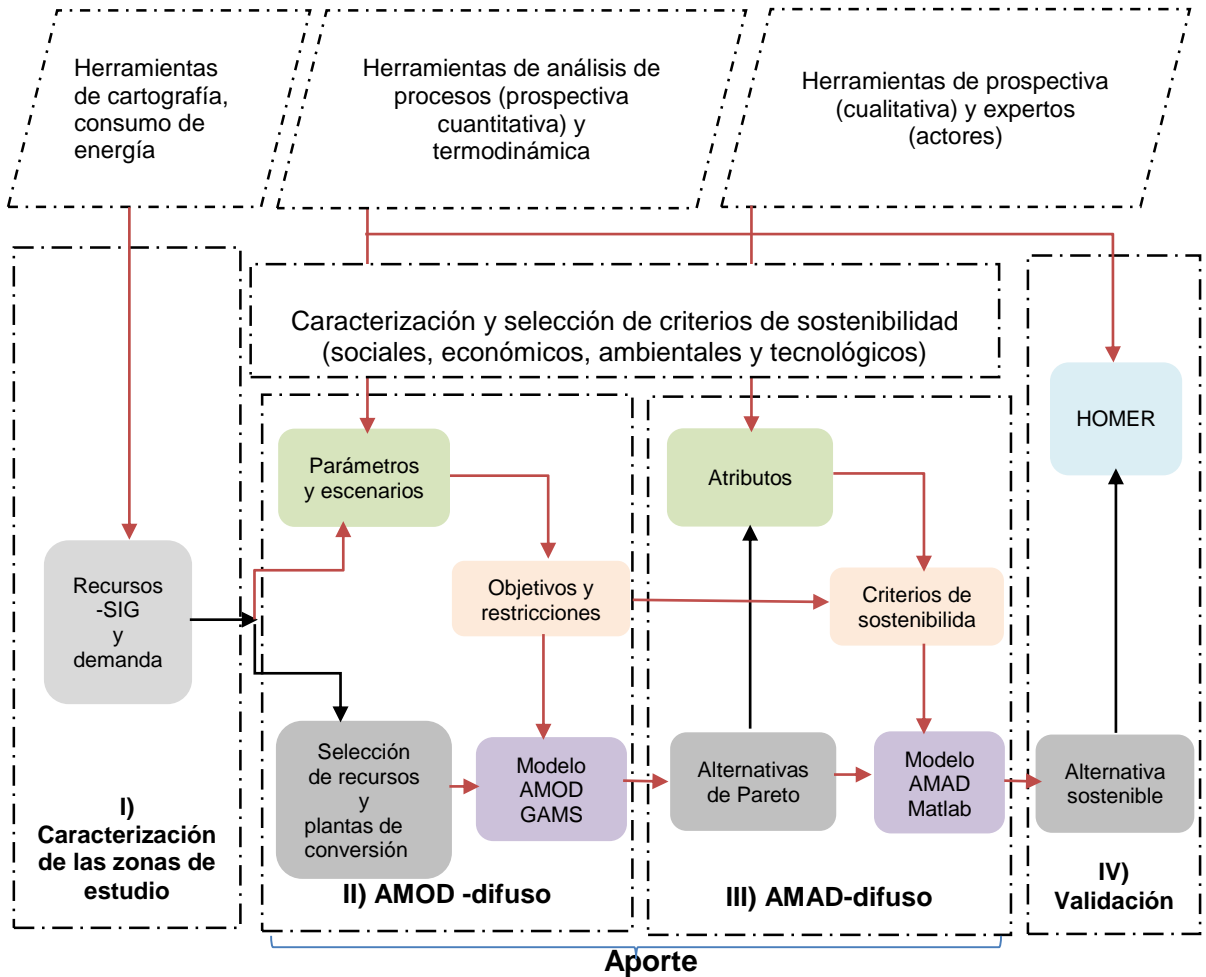 Herramientas
de cartografía,
consumo de
energía
Herramientas de análisis de
procesos (prospectiva
cuantitativa) y
termodinámica
Herramientas de prospectiva
(cualitativa) y expertos
(actores)
Caracterización y selección de criterios de sostenibilidad
(sociales, económicos, ambientales y tecnológicos)
Recursos
-SIG
y
demanda
I)
Caracterización
de las zonas de
estudio
Parámetros
y escenarios
Objetivos y
restricciones
Selección
de recursos
y
plantas de
conversión
Modelo
AMOD
GAMS
II) AMOD -difuso
Atributos
Criterios de
sostenibilida
Alternativas
de Pareto
Modelo
AMAD
Matlab
III) AMAD-difuso
HOMER
Alternativa
sostenible
IV)
Validación
Aporte